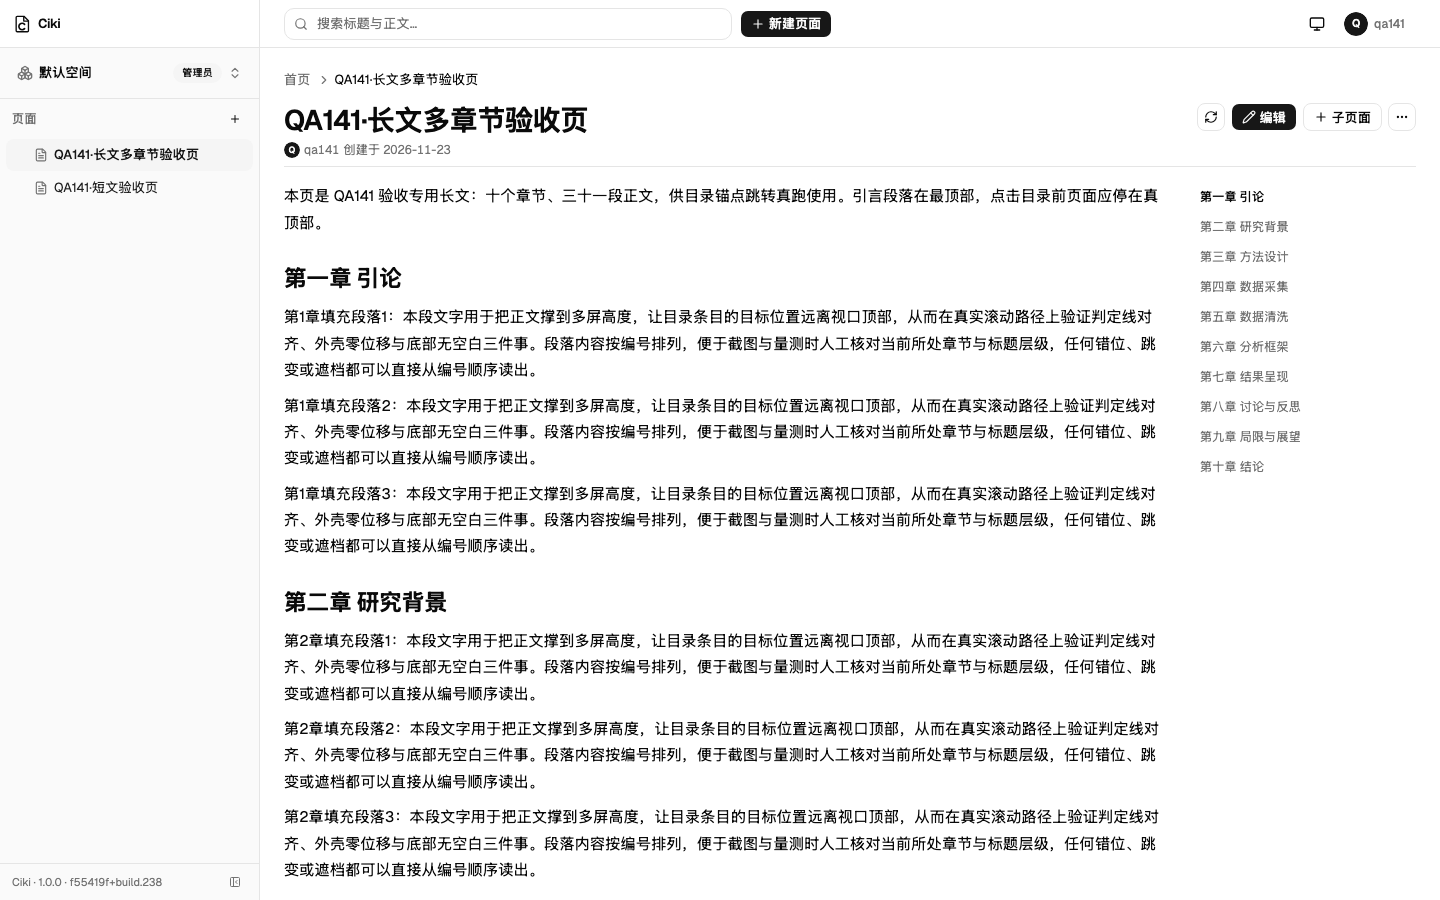 Ciki
搜索标题与正文...
新建页面
Q
qa141
默认空间
管理员
页面
QA141·长文多章节验收页
QA141·短文验收页
首页
QA141·长文多章节验收页
QA141·长文多章节验收页
编辑
子页面
Q
qa141 创建于 2026-11-23
本页是 QA141 验收专用长文：十个章节、三十一段正文，供目录锚点跳转真跑使用。引言段落在最顶部，点击目录前页面应停在真
顶部。
第一章 引论
第1章填充段落1：本段文字用于把正文撑到多屏高度，让目录条目的目标位置远离视口顶部，从而在真实滚动路径上验证判定线对
齐、外壳零位移与底部无空白三件事。段落内容按编号排列，便于截图与量测时人工核对当前所处章节与标题层级，任何错位、跳
变或遮档都可以直接从编号顺序读出。
第1章填充段落2：本段文字用于把正文撑到多屏高度，让目录条目的目标位置远离视口顶部，从而在真实滚动路径上验证判定线对
齐、外壳零位移与底部无空白三件事。段落内容按编号排列，便于截图与量测时人工核对当前所处章节与标题层级，任何错位、跳
变或遮档都可以直接从编号顺序读出。
第1章填充段落3：本段文字用于把正文撑到多屏高度，让目录条目的目标位置远离视口顶部，从而在真实滚动路径上验证判定线对
齐、外壳零位移与底部无空白三件事。段落内容按编号排列，便于截图与量测时人工核对当前所处章节与标题层级，任何错位、跳
变或遮档都可以直接从编号顺序读出。
第二章 研究背景
第2章填充段落1：本段文字用于把正文撑到多屏高度，让目录条目的目标位置远离视口顶部，从而在真实滚动路径上验证判定线对
齐、外壳零位移与底部无空白三件事。段落内容按编号排列，便于截图与量测时人工核对当前所处章节与标题层级，任何错位、跳
变或遮档都可以直接从编号顺序读出。
第2章填充段落2：本段文字用于把正文撑到多屏高度，让目录条目的目标位置远离视口顶部，从而在真实滚动路径上验证判定线对
齐、外壳零位移与底部无空白三件事。段落内容按编号排列，便于截图与量测时人工核对当前所处章节与标题层级，任何错位、跳
变或遮档都可以直接从编号顺序读出。
第2章填充段落3：本段文字用于把正文撑到多屏高度，让目录条目的目标位置远离视口顶部，从而在真实滚动路径上验证判定线对
齐、外壳零位移与底部无空白三件事。段落内容按编号排列，便于截图与量测时人工核对当前所处章节与标题层级，任何错位、跳
变或遮档都可以直接从编号顺序读出。
第一章 引论
第二章 研究背景
第三章 方法设计
第四章 数据采集
第五章 数据清洗
第六章 分析框架
第七章 结果呈现
第八章 讨论与反思
第九章 局限与展望
第十章 结论
Ciki · 1.0.0 · f55419f+build.238